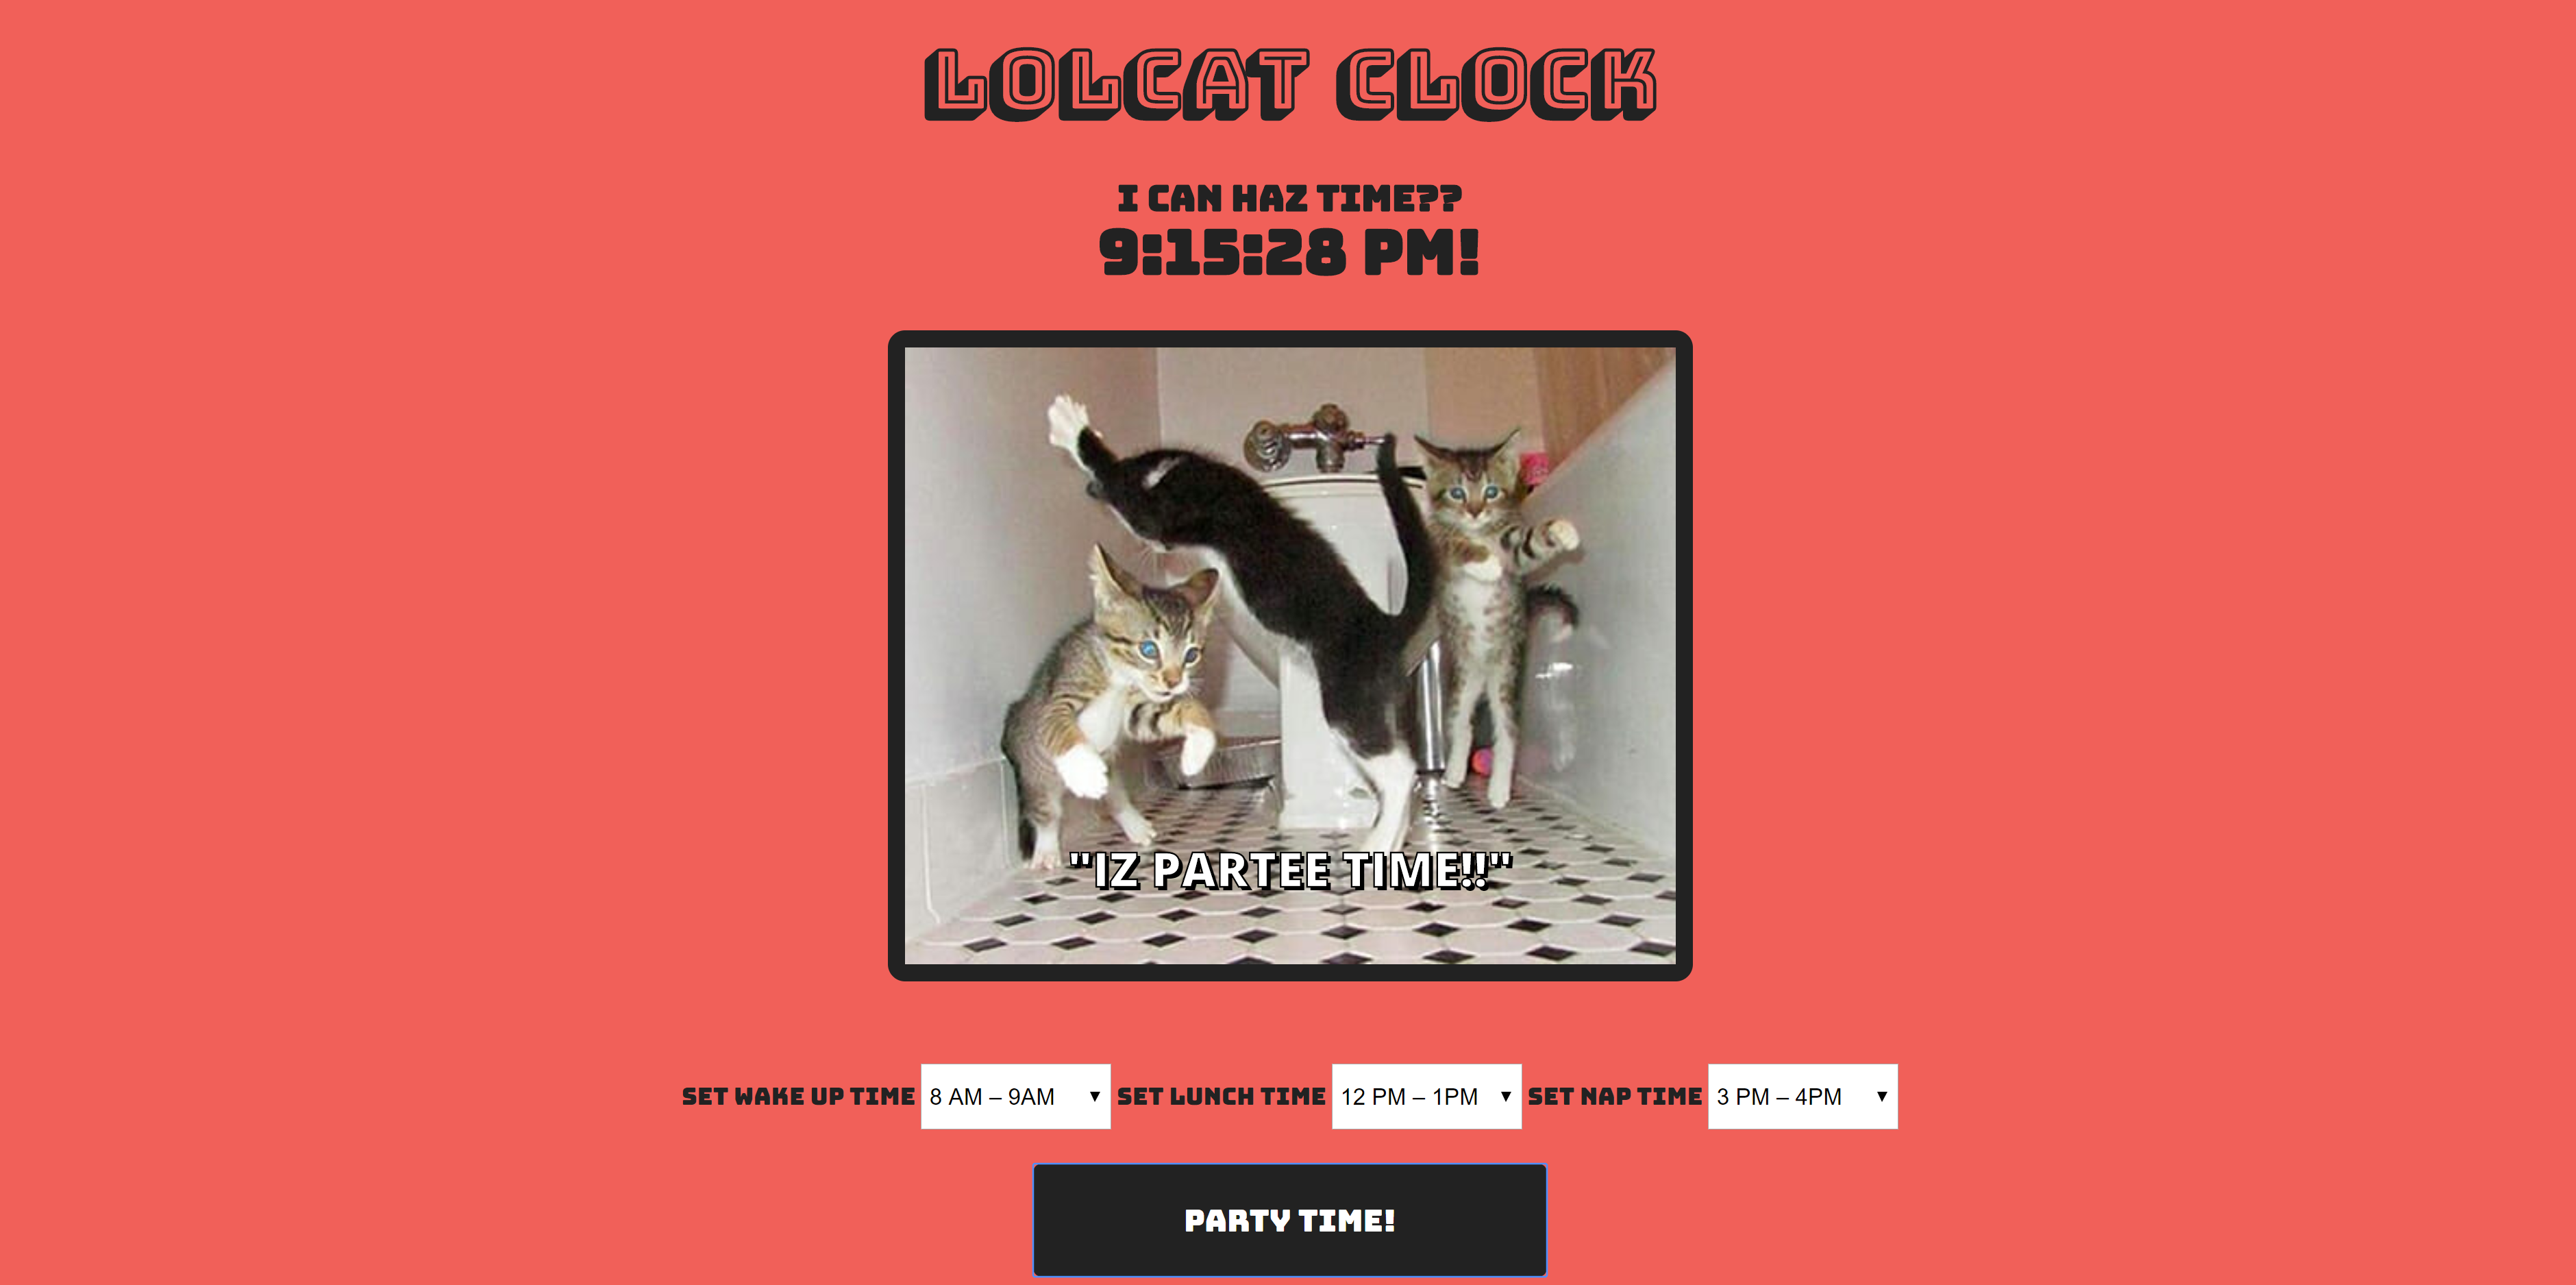 LOLCAT CLOCK
I CAN HAZ TIME??
9:15:28 PM!
"IZ PARTEE TIME!!"
SET WAKE UP TIME 8 AM – 9AM SET LUNCH TIME 12 PM – 1PM SET NAP TIME 3 PM – 4PM
PARTY TIME!